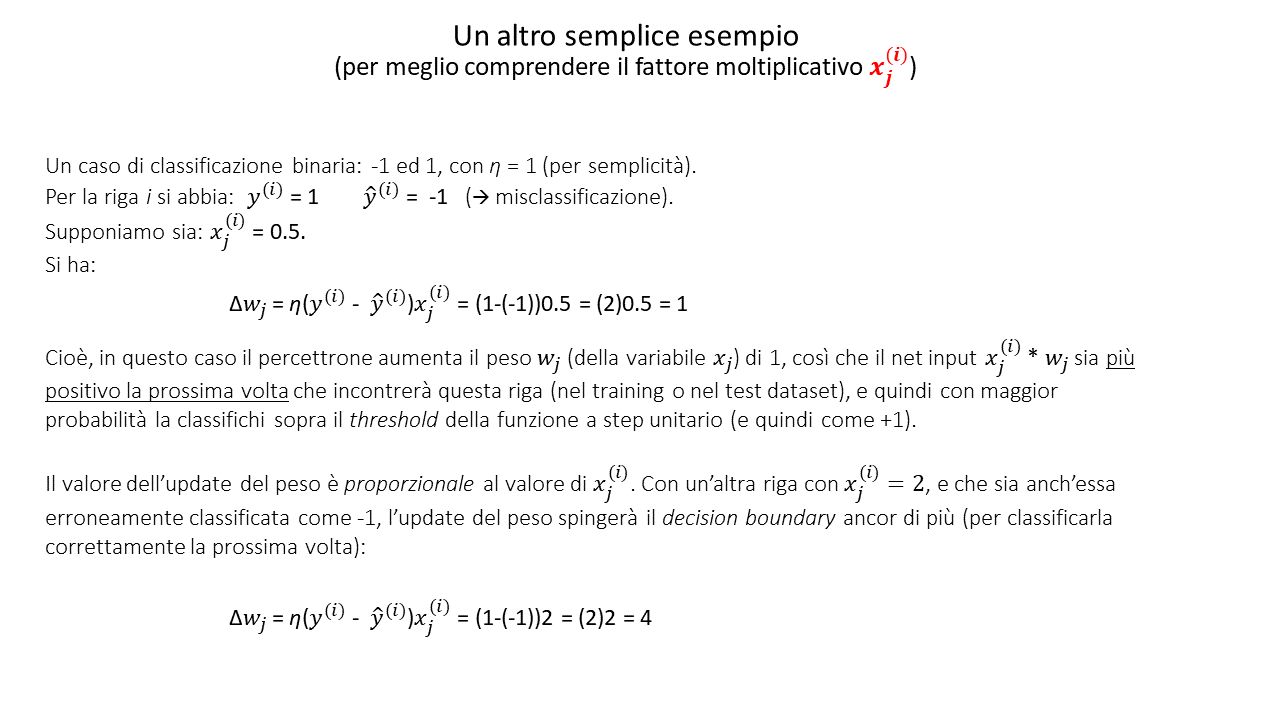 Un altro semplice esempio
(per meglio comprendere il fattore moltiplicativo $x_j^{(i)}$)
Un caso di classificazione binaria: -1 ed 1, con η = 1 (per semplicità).
Per la riga i si abbia: $y^{(i)}$ = 1 $\hat{y}^{(i)}$ = -1 (→ misclassificazione).
Supponiamo sia: $x_j^{(i)}$ = 0.5.
Si ha:
Δ$w_j$ = η($y^{(i)}$ - $\hat{y}^{(i)}$)$x_j^{(i)}$ = (1-(-1))0.5 = (2)0.5 = 1
Cioè, in questo caso il percettrone aumenta il peso $w_j$ (della variabile $x_j$) di 1, così che il net input $x_j^{(i)}$ * $w_j$ sia più
positivo la prossima volta che incontrerà questa riga (nel training o nel test dataset), e quindi con maggior
probabilità la classifichi sopra il threshold della funzione a step unitario (e quindi come +1).
Il valore dell’update del peso è proporzionale al valore di $x_j^{(i)}$. Con un’altra riga con $x_j^{(i)}$ = 2, e che sia anch’essa
erroneamente classificata come -1, l’update del peso spingerà il decision boundary ancor di più (per classificarla
correttamente la prossima volta):
Δ$w_j$ = η($y^{(i)}$ - $\hat{y}^{(i)}$)$x_j^{(i)}$ = (1-(-1))2 = (2)2 = 4